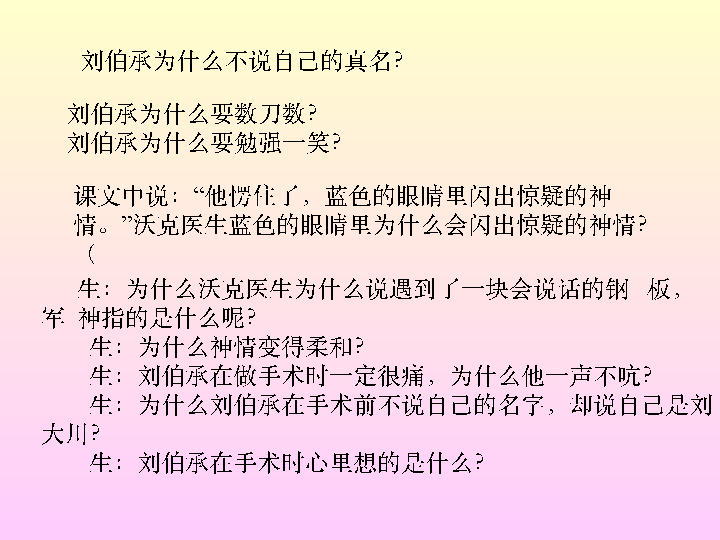 刘伯承为什么不说自己的真名?
刘伯承为什么要数刀数?
刘伯承为什么要勉强一笑?
课文中说：“他愣住了，蓝色的眼睛里闪出惊疑的神
情。”沃克医生蓝色的眼睛里为什么会闪出惊疑的神情?
（
生：为什么沃克医生为什么说遇到了一块会说话的钢 板，
军 神指的是什么呢?
生：为什么神情变得柔和?
生：刘伯承在做手术时一定很痛，为什么他一声不吭?
生：为什么刘伯承在手术前不说自己的名字，却说自己是刘
大川?
生：刘伯承在手术时心里想的是什么?